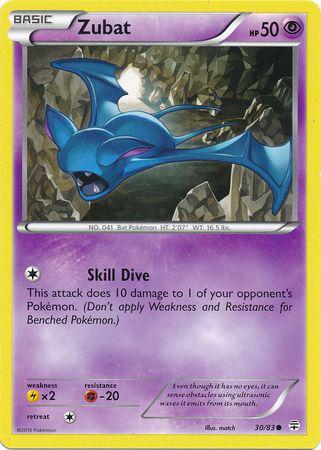 BASIC
Zubat
HP50
NO. 041 Bat Pokémon HT: 2'07" WT: 16.5 lbs.
Skill Dive
This attack does 10 damage to 1 of your opponent's
Pokémon. (Don't apply Weakness and Resistance for
Benched Pokémon.)
weakness
×2
resistance
-20
retreat
Even though it has no eyes, it can
sense obstacles using ultrasonic
waves it emits from its mouth.
©2016 Pokémon
Illus. match
30/83